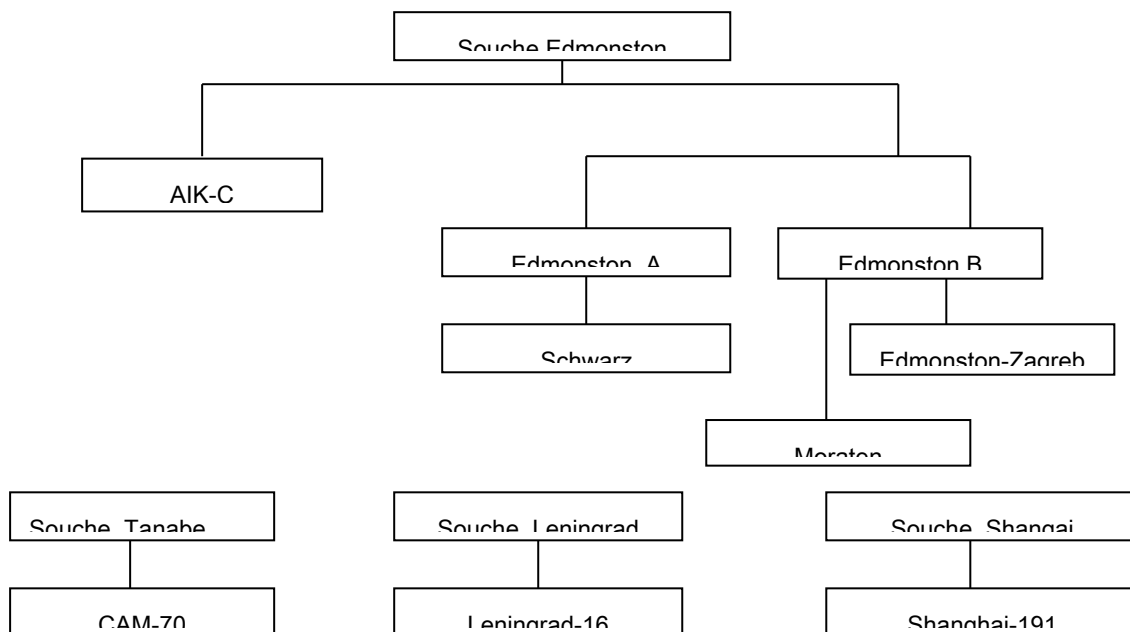 Souche Edmonston
AIK-C
Edmonston A
Edmonston B
Schwarz
Edmonston-Zagreb
Moraten
Souche Tanabe
Souche Leningrad
Souche Shangai
CAM-70
Leningrad-16
Shanghai-191